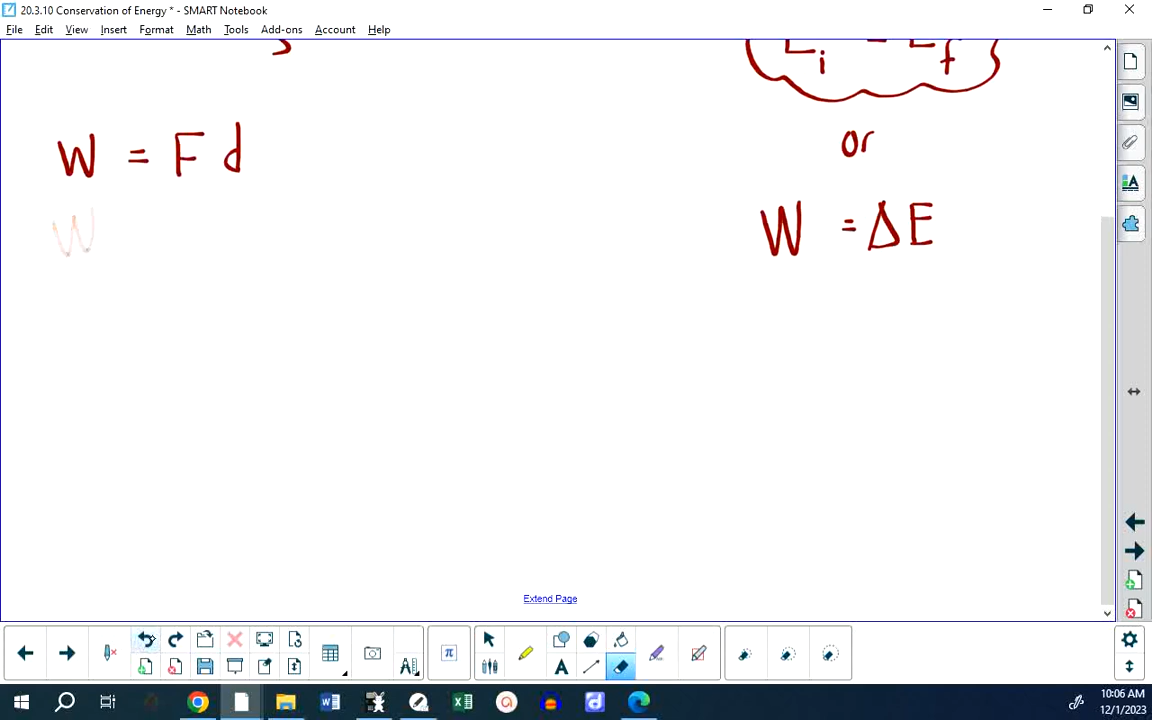 20.3.10 Conservation of Energy * - SMART Notebook
File Edit View Insert Format Math Tools Add-ons Account Help
s
E i = E f
W = F d
or
W
W = Δ E
Extend Page
π
A
10:06 AM
12/1/2023